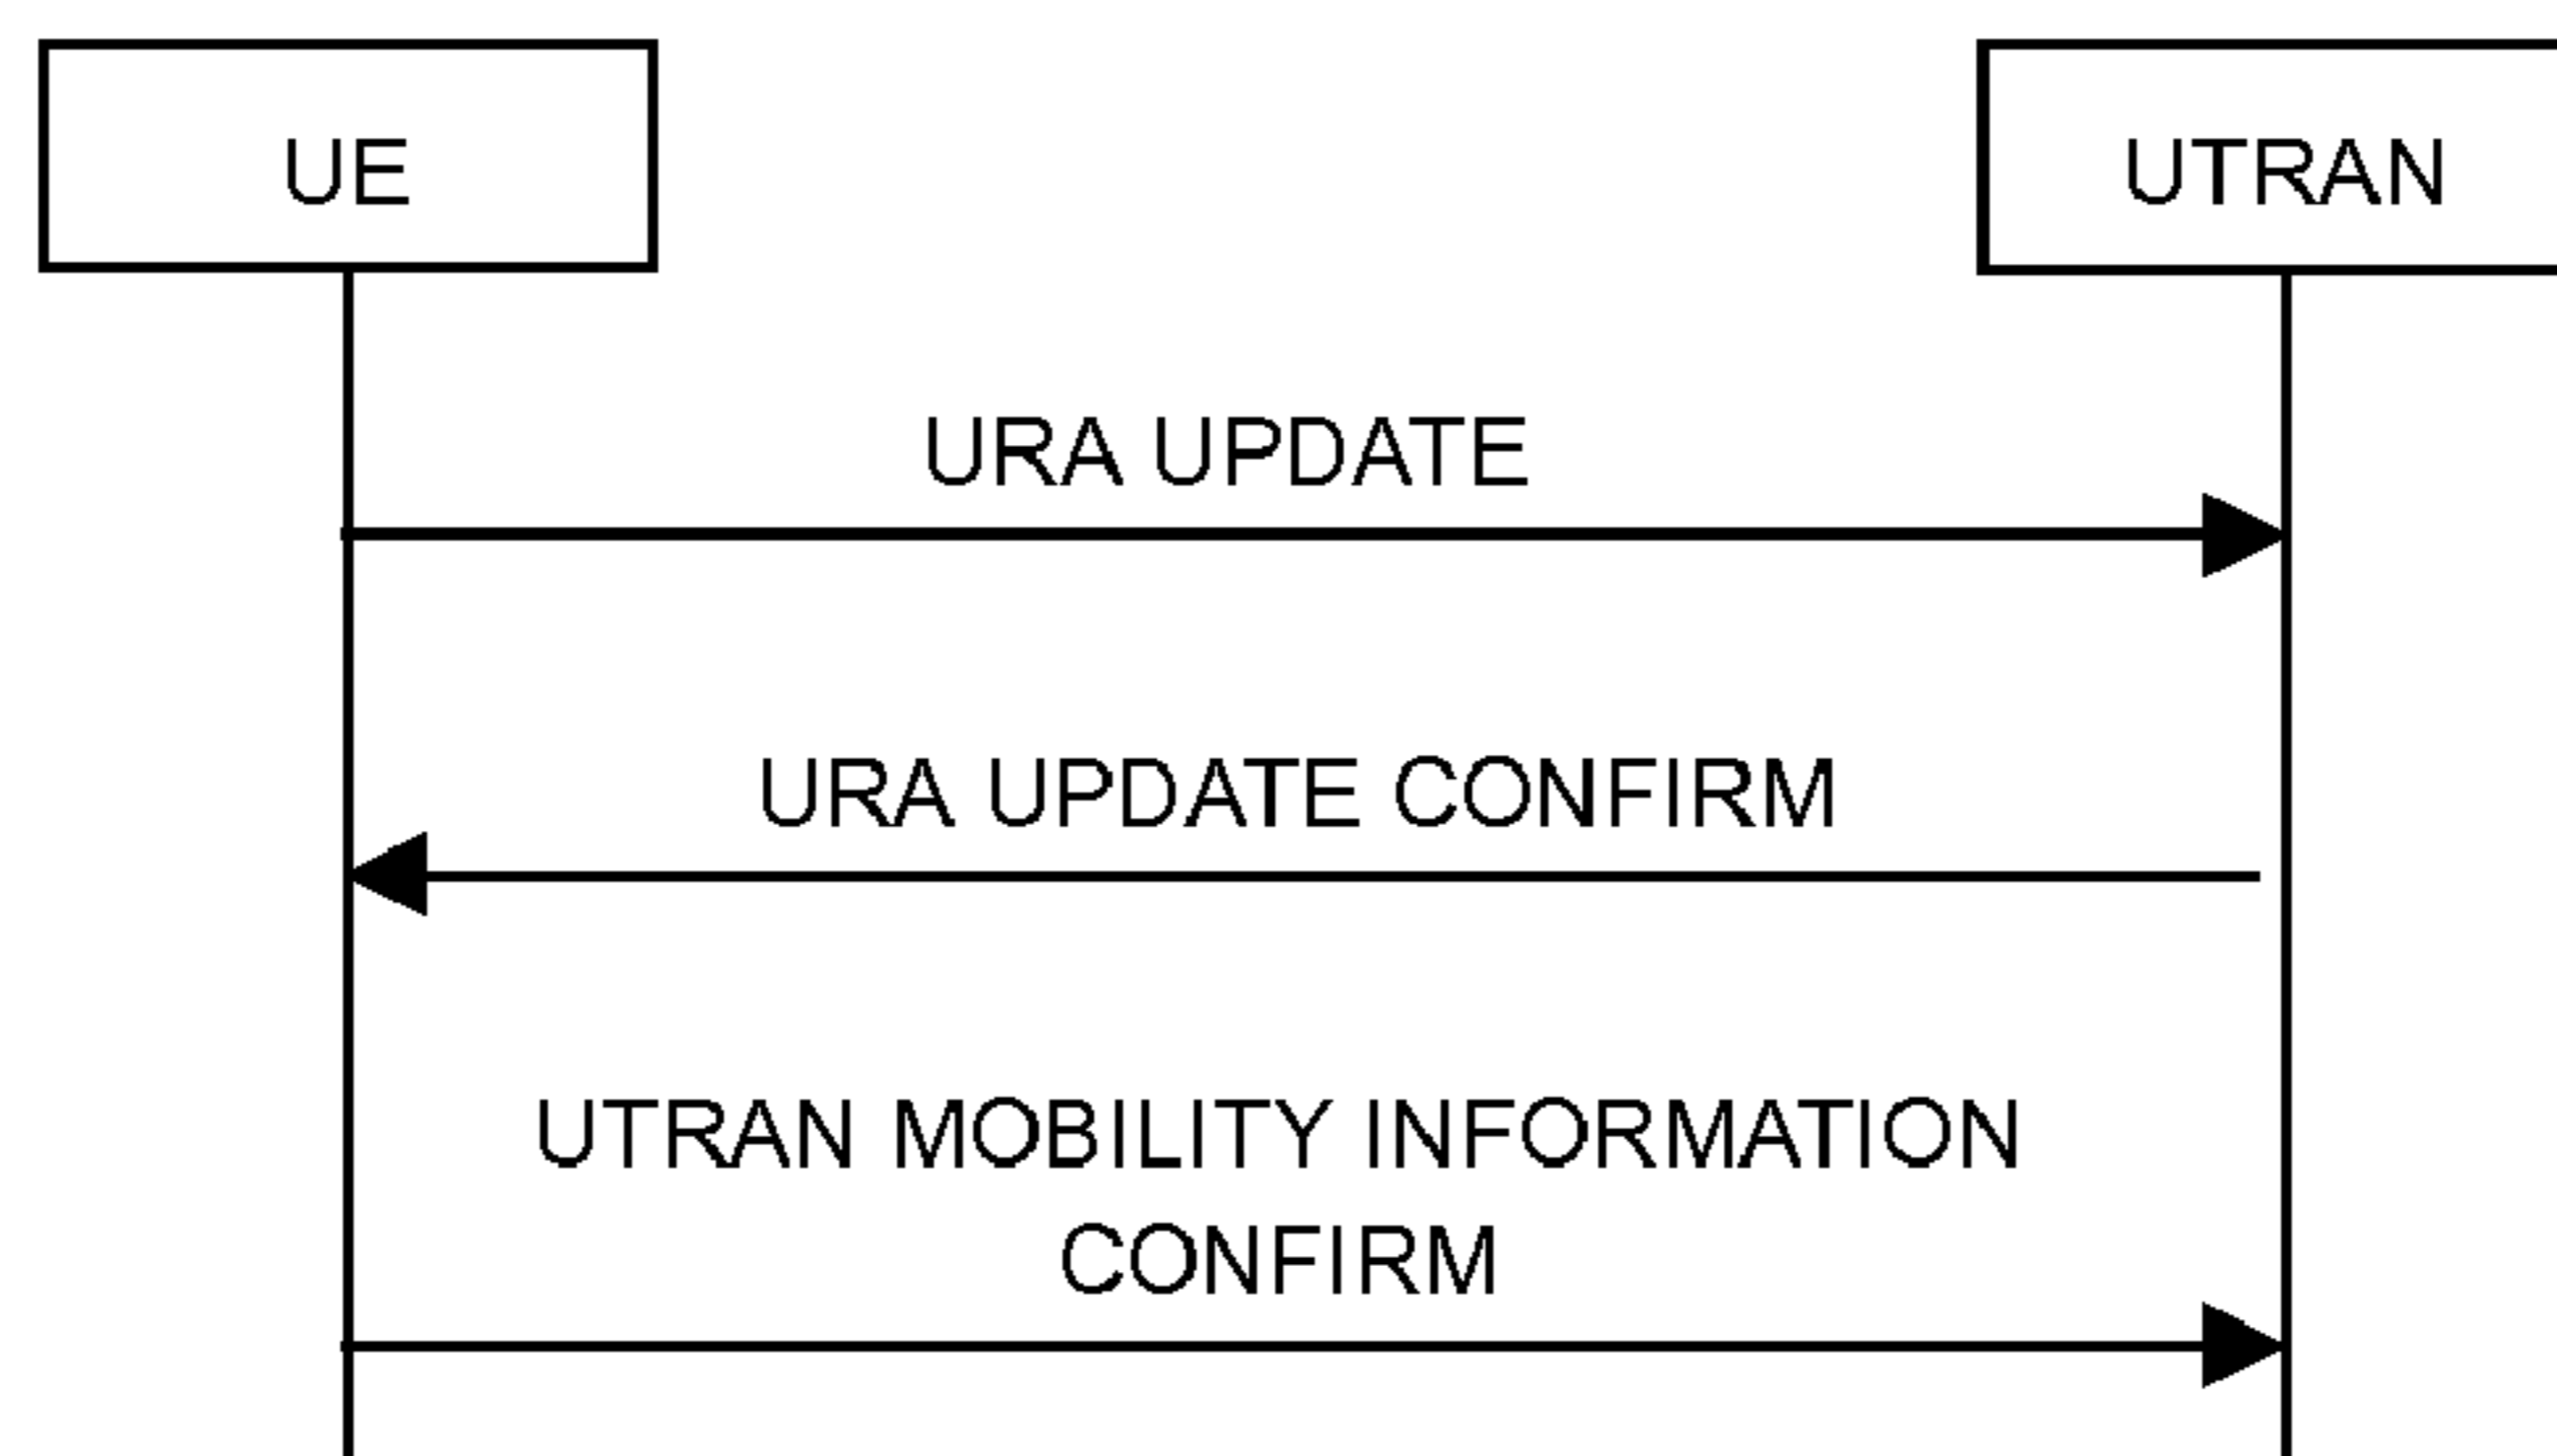 UE
UTRAN
URA UPDATE
URA UPDATE CONFIRM
UTRAN MOBILITY INFORMATION
CONFIRM